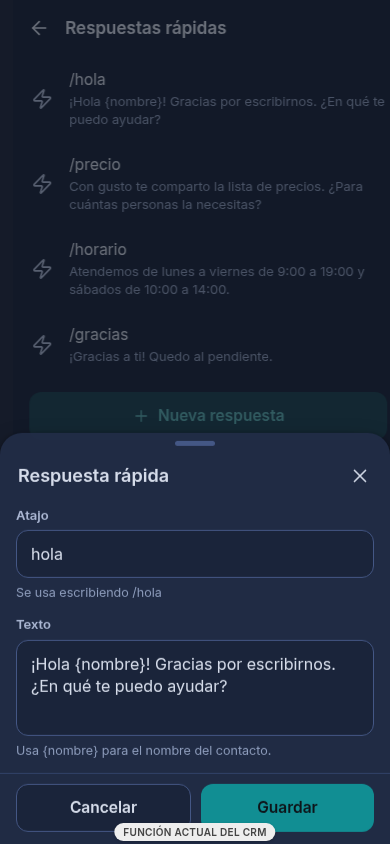 Respuestas rápidas
/hola
¡Hola {nombre}! Gracias por escribirnos. ¿En qué te
puedo ayudar?
/precio
Con gusto te comparto la lista de precios. ¿Para
cuántas personas la necesitas?
/horario
Atendemos de lunes a viernes de 9:00 a 19:00 y
sábados de 10:00 a 14:00.
/gracias
¡Gracias a ti! Quedo al pendiente.
Nueva respuesta
Respuesta rápida
Atajo
hola
Se usa escribiendo /hola
Texto
¡Hola {nombre}! Gracias por escribirnos.
¿En qué te puedo ayudar?
Usa {nombre} para el nombre del contacto.
Cancelar Guardar
FUNCIÓN ACTUAL DEL CRM